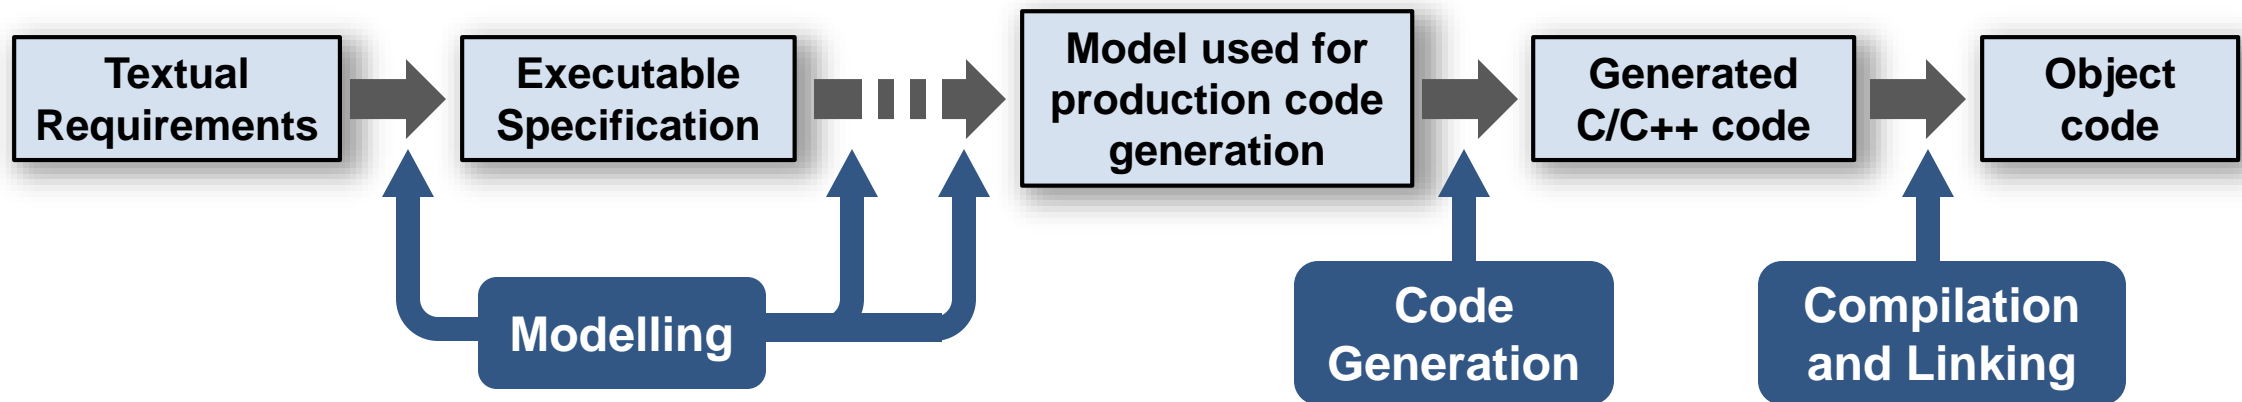 Textual
Requirements
Executable
Specification
Model used for
production code
generation
Generated
C/C++ code
Object
code
Modelling
Code
Generation
Compilation
and Linking